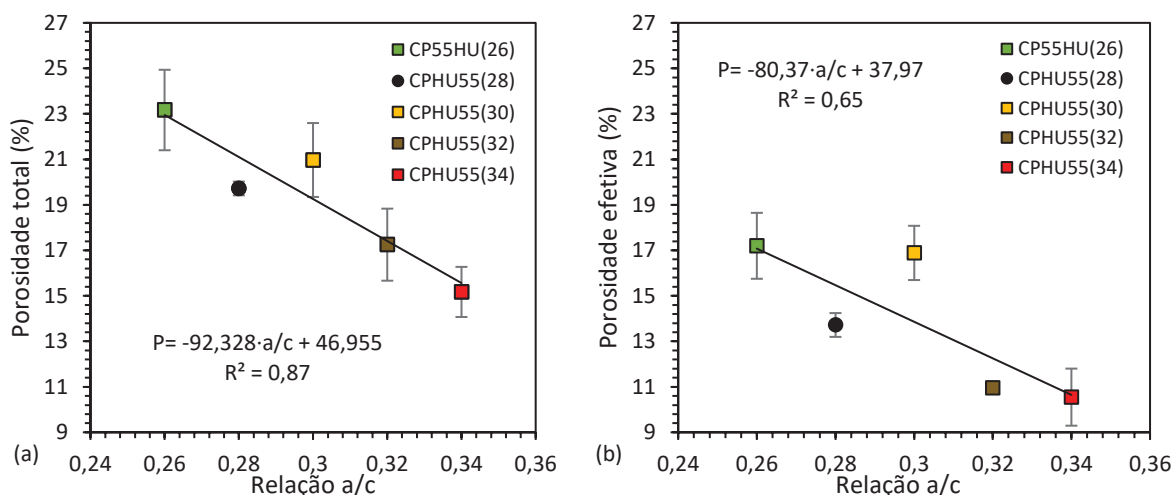 27
25
23
21
19
17
15
13
11
9
Porosidade total (%)
CP55HU(26)
CPHU55(28)
CPHU55(30)
CPHU55(32)
CPHU55(34)
P= -92,328·a/c + 46,955
R² = 0,87
(a)
0,24
0,26
0,28
0,3
0,32
0,34
0,36
Relação a/c
27
25
23
21
19
17
15
13
11
9
Porosidade efetiva (%)
P= -80,37·a/c + 37,97
R² = 0,65
CP55HU(26)
CPHU55(28)
CPHU55(30)
CPHU55(32)
CPHU55(34)
(b)
0,24
0,26
0,28
0,3
0,32
0,34
0,36
Relação a/c